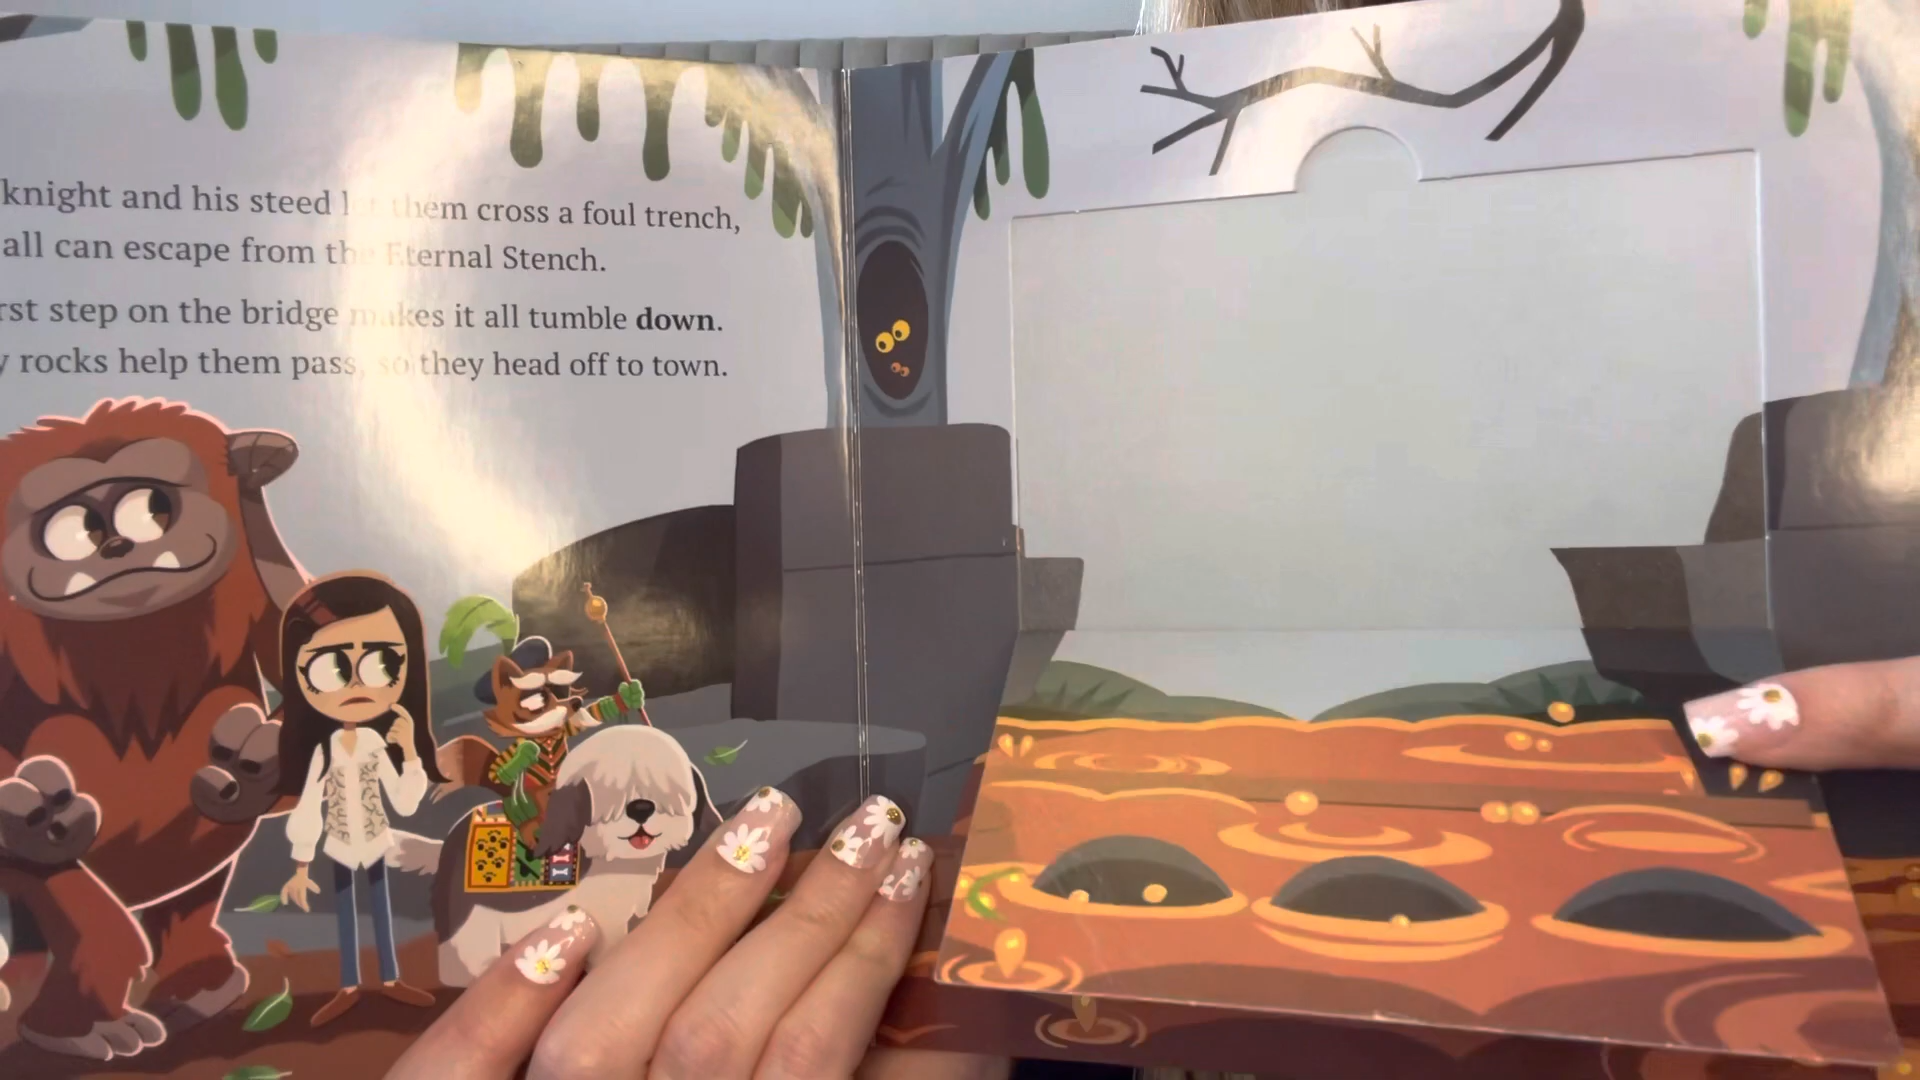 knight and his steed let them cross a foul trench,
all can escape from the Eternal Stench.
step on the bridge makes it all tumble down.
rocks help them pass, so they head off to town.